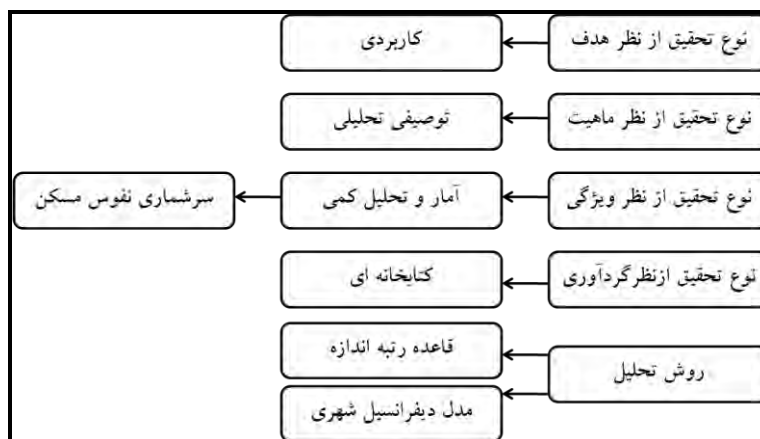 نوع تحقیق از نظر هدف
کاربردی
نوع تحقیق از نظر ماهیت
توصیفی تحلیلی
نوع تحقیق از نظر ویژگی
آمار و تحلیل کمی
سرشماری نفوس مسکن
نوع تحقیق ازنظرگردآوری
کتابخانه ای
روش تحلیل
قاعده رتبه اندازه
مدل دیفرانسیل شهری